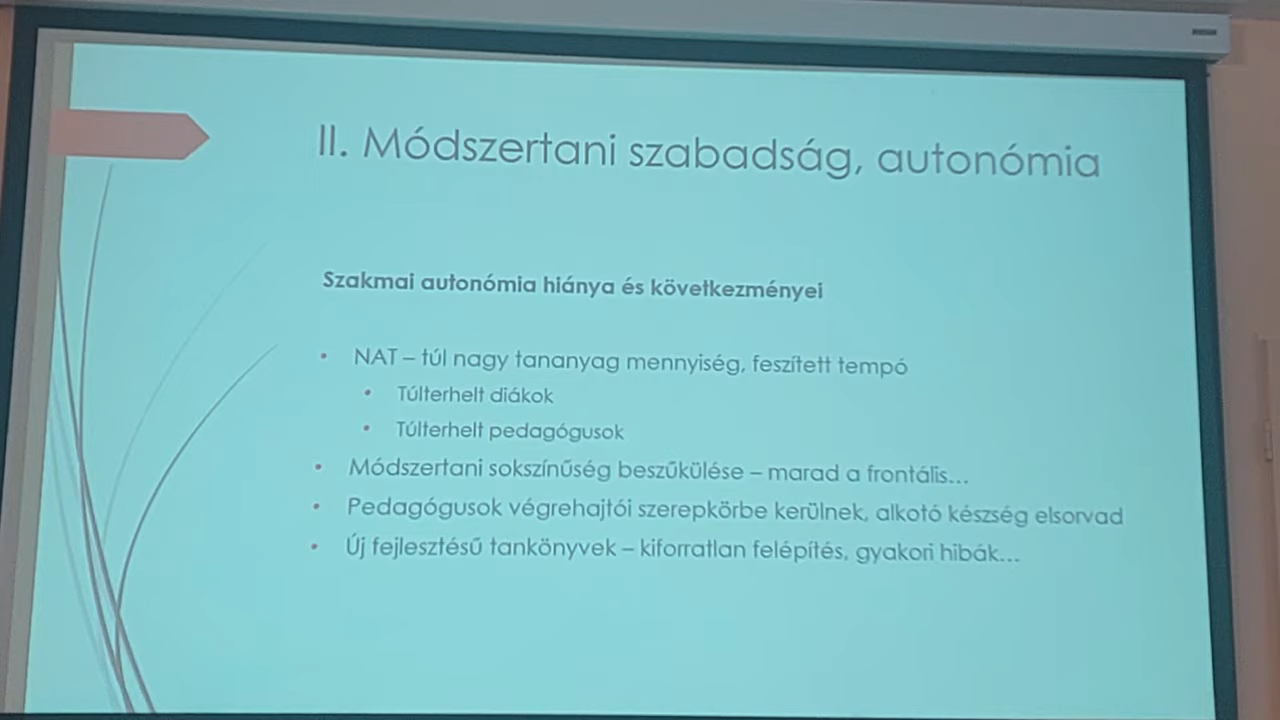 II. Módszertani szabadság, autonómia
Szakmai autonómia hiánya és következményei
• NAT – túl nagy tananyag mennyiség, feszített tempó
• Túlterhelt diákok
• Túlterhelt pedagógusok
• Módszertani sokszínűség beszűkülése – marad a frontális...
• Pedagógusok végrehajtói szerepkörbe kerülnek, alkotó készség elsorvad
• Új fejlesztésű tankönyvek – kiforratlan felépítés, gyakori hibák...